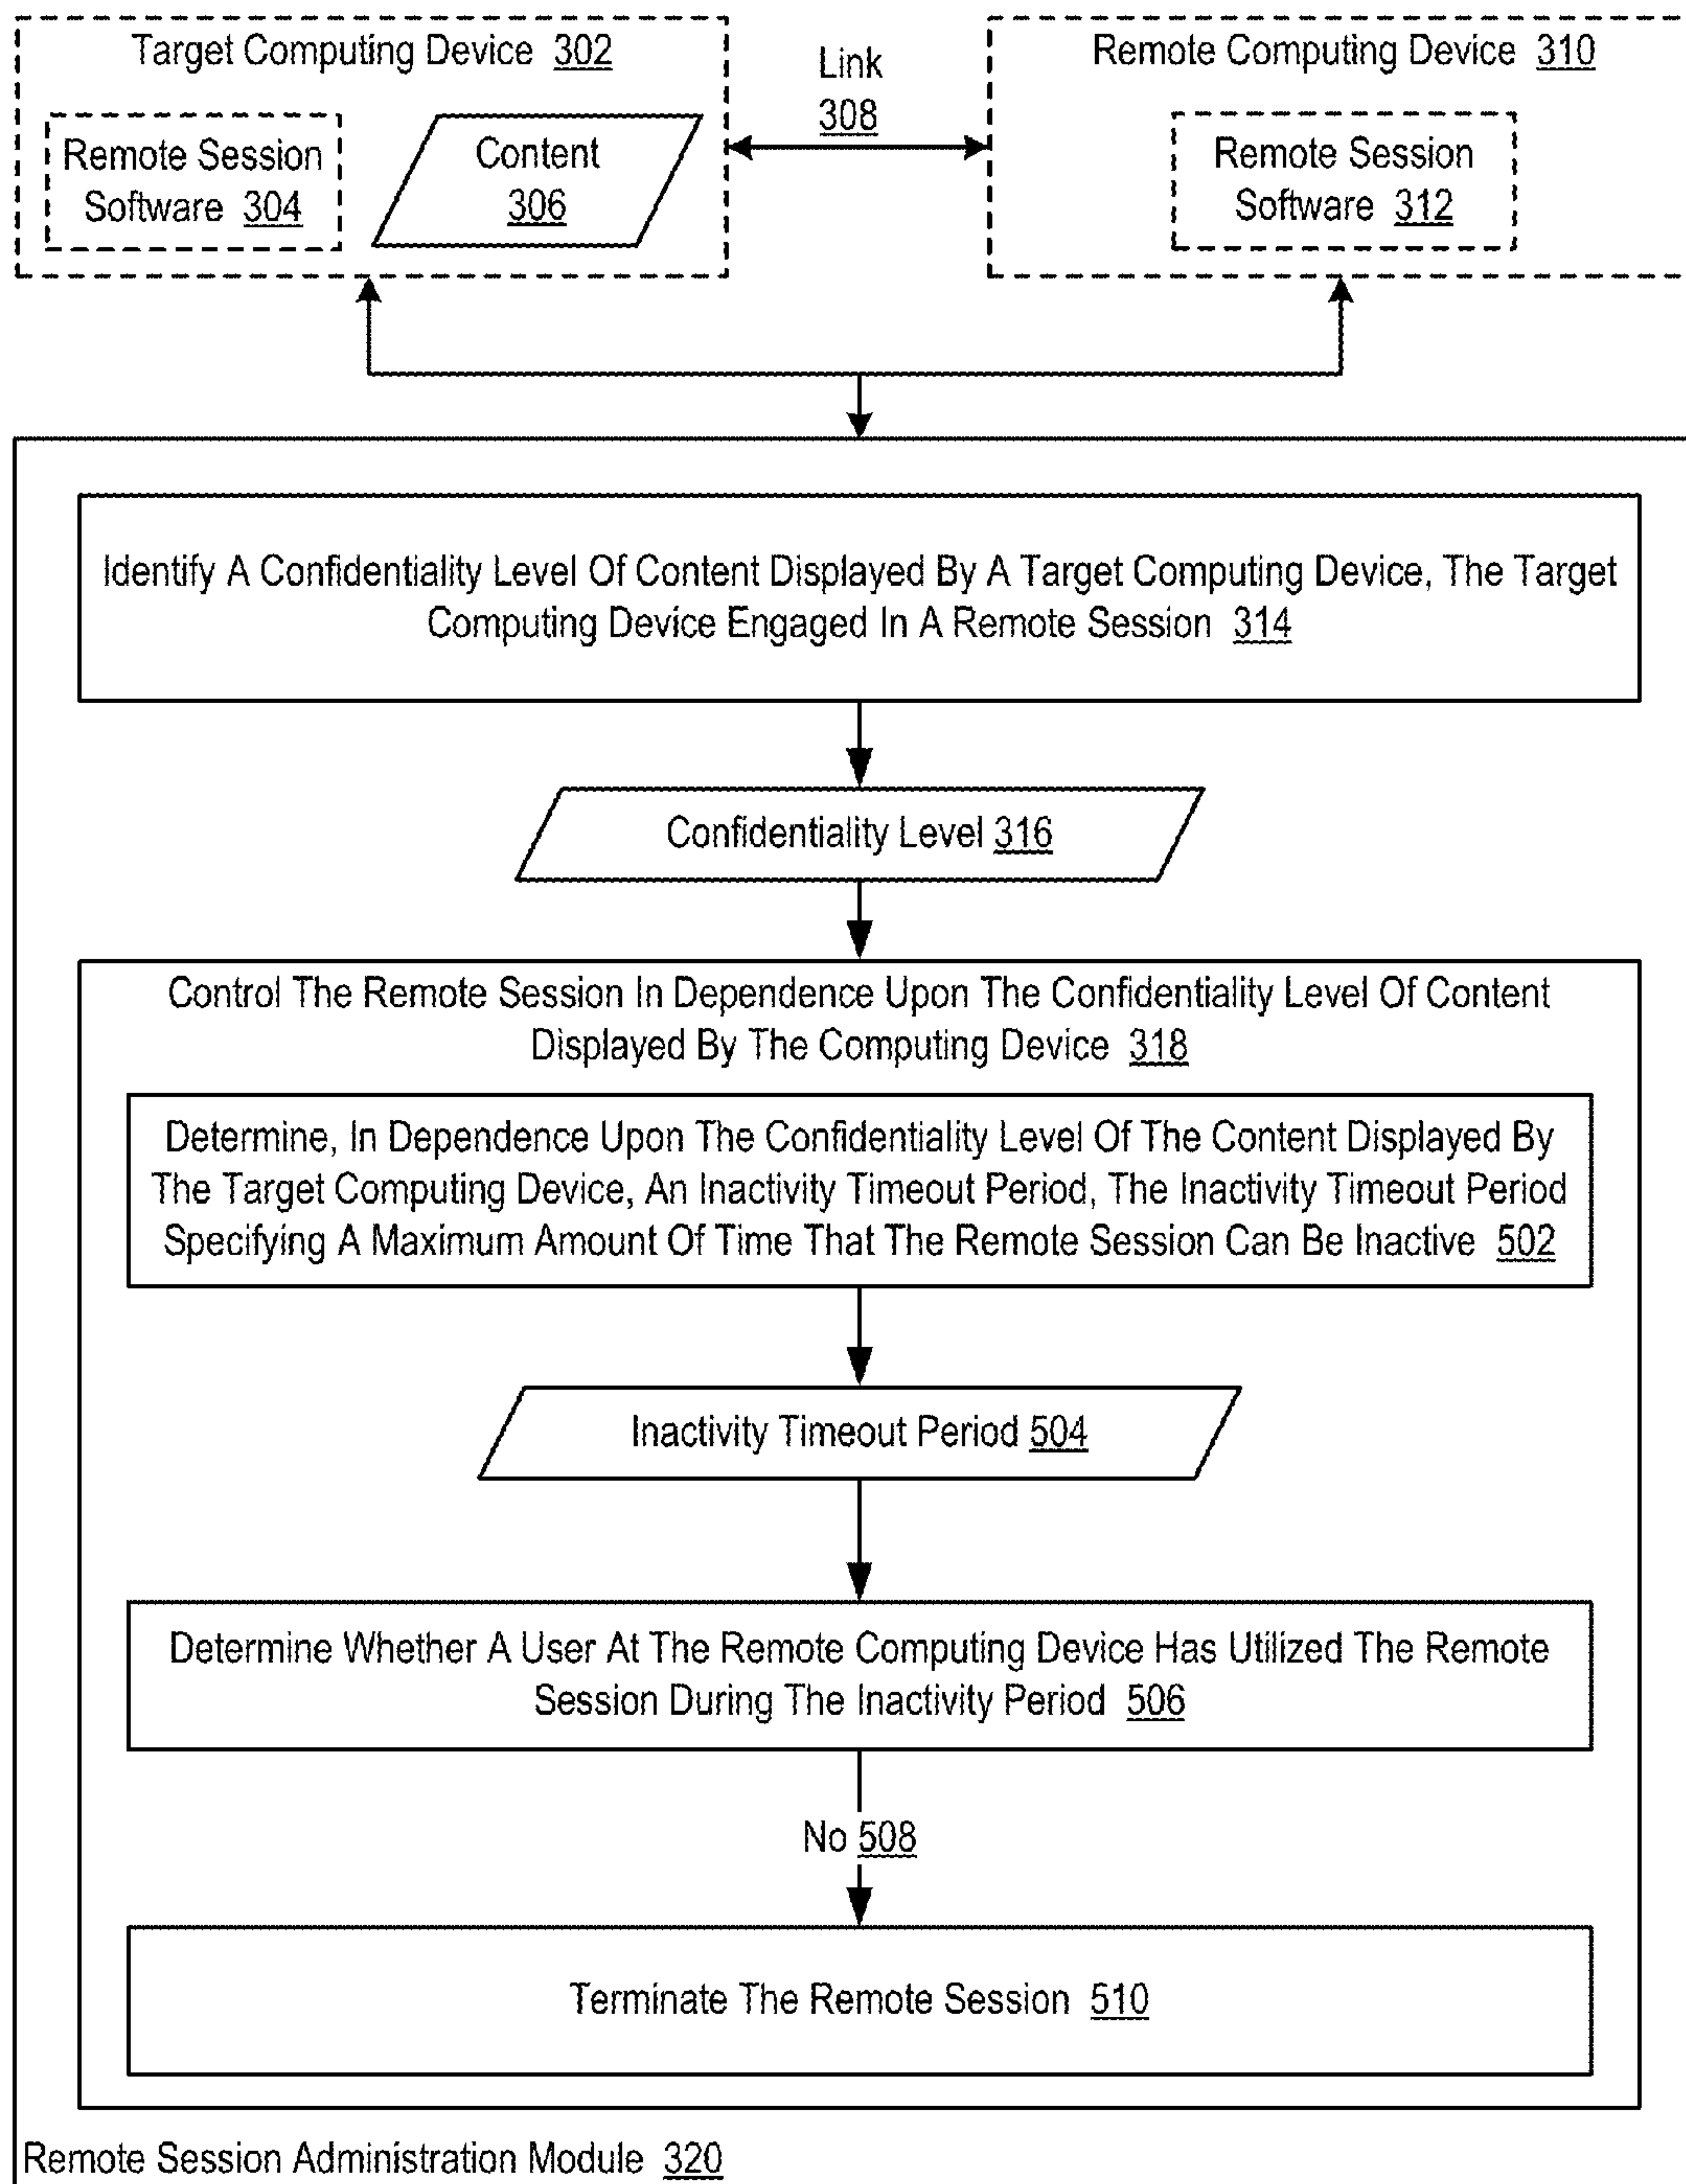 Target Computing Device 302
Link
308
Remote Computing Device 310
Remote Session
Software 304
Content
306
Remote Session
Software 312
Identify A Confidentiality Level Of Content Displayed By A Target Computing Device, The Target
Computing Device Engaged In A Remote Session 314
Confidentiality Level 316
Control The Remote Session In Dependence Upon The Confidentiality Level Of Content
Displayed By The Computing Device 318
Determine, In Dependence Upon The Confidentiality Level Of The Content Displayed By
The Target Computing Device, An Inactivity Timeout Period, The Inactivity Timeout Period
Specifying A Maximum Amount Of Time That The Remote Session Can Be Inactive 502
Inactivity Timeout Period 504
Determine Whether A User At The Remote Computing Device Has Utilized The Remote
Session During The Inactivity Period 506
No 508
Terminate The Remote Session 510
Remote Session Administration Module 320